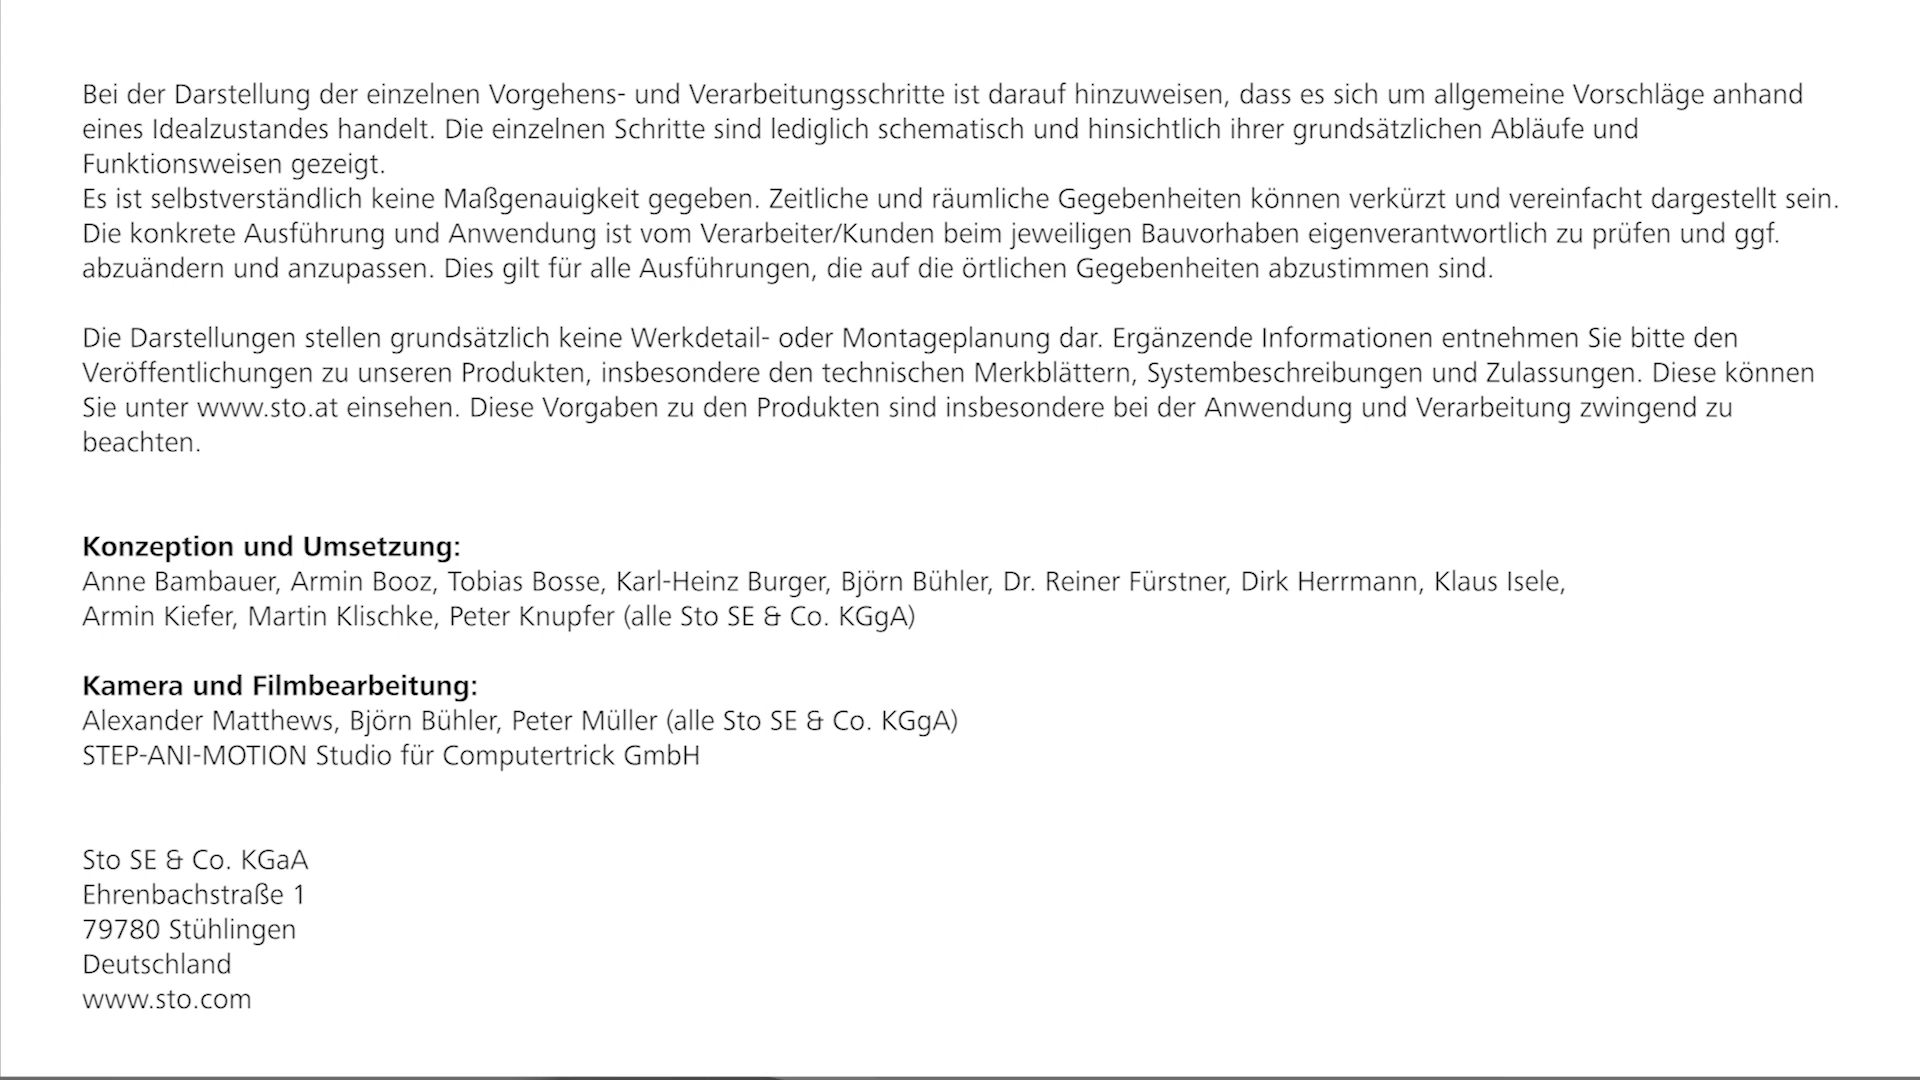 Bei der Darstellung der einzelnen Vorgehens- und Verarbeitungsschritte ist darauf hinzuweisen, dass es sich um allgemeine Vorschläge anhand
eines Idealzustandes handelt. Die einzelnen Schritte sind lediglich schematisch und hinsichtlich ihrer grundsätzlichen Abläufe und
Funktionsweisen gezeigt.
Es ist selbstverständlich keine Maßgenauigkeit gegeben. Zeitliche und räumliche Gegebenheiten können verkürzt und vereinfacht dargestellt sein.
Die konkrete Ausführung und Anwendung ist vom Verarbeiter/Kunden beim jeweiligen Bauvorhaben eigenverantwortlich zu prüfen und ggf.
abzuändern und anzupassen. Dies gilt für alle Ausführungen, die auf die örtlichen Gegebenheiten abzustimmen sind.
Die Darstellungen stellen grundsätzlich keine Werkdetail- oder Montageplanung dar. Ergänzende Informationen entnehmen Sie bitte den
Veröffentlichungen zu unseren Produkten, insbesondere den technischen Merkblättern, Systembeschreibungen und Zulassungen. Diese können
Sie unter www.sto.at einsehen. Diese Vorgaben zu den Produkten sind insbesondere bei der Anwendung und Verarbeitung zwingend zu
beachten.
Konzeption und Umsetzung:
Anne Bambauer, Armin Booz, Tobias Bosse, Karl-Heinz Burger, Björn Bühler, Dr. Reiner Fürstner, Dirk Herrmann, Klaus Isele,
Armin Kiefer, Martin Klischke, Peter Knupfer (alle Sto SE & Co. KGgA)
Kamera und Filmbearbeitung:
Alexander Matthews, Björn Bühler, Peter Müller (alle Sto SE & Co. KGgA)
STEP-ANI-MOTION Studio für Computertrick GmbH
Sto SE & Co. KGaA
Ehrenbachstraße 1
79780 Stühlingen
Deutschland
www.sto.com